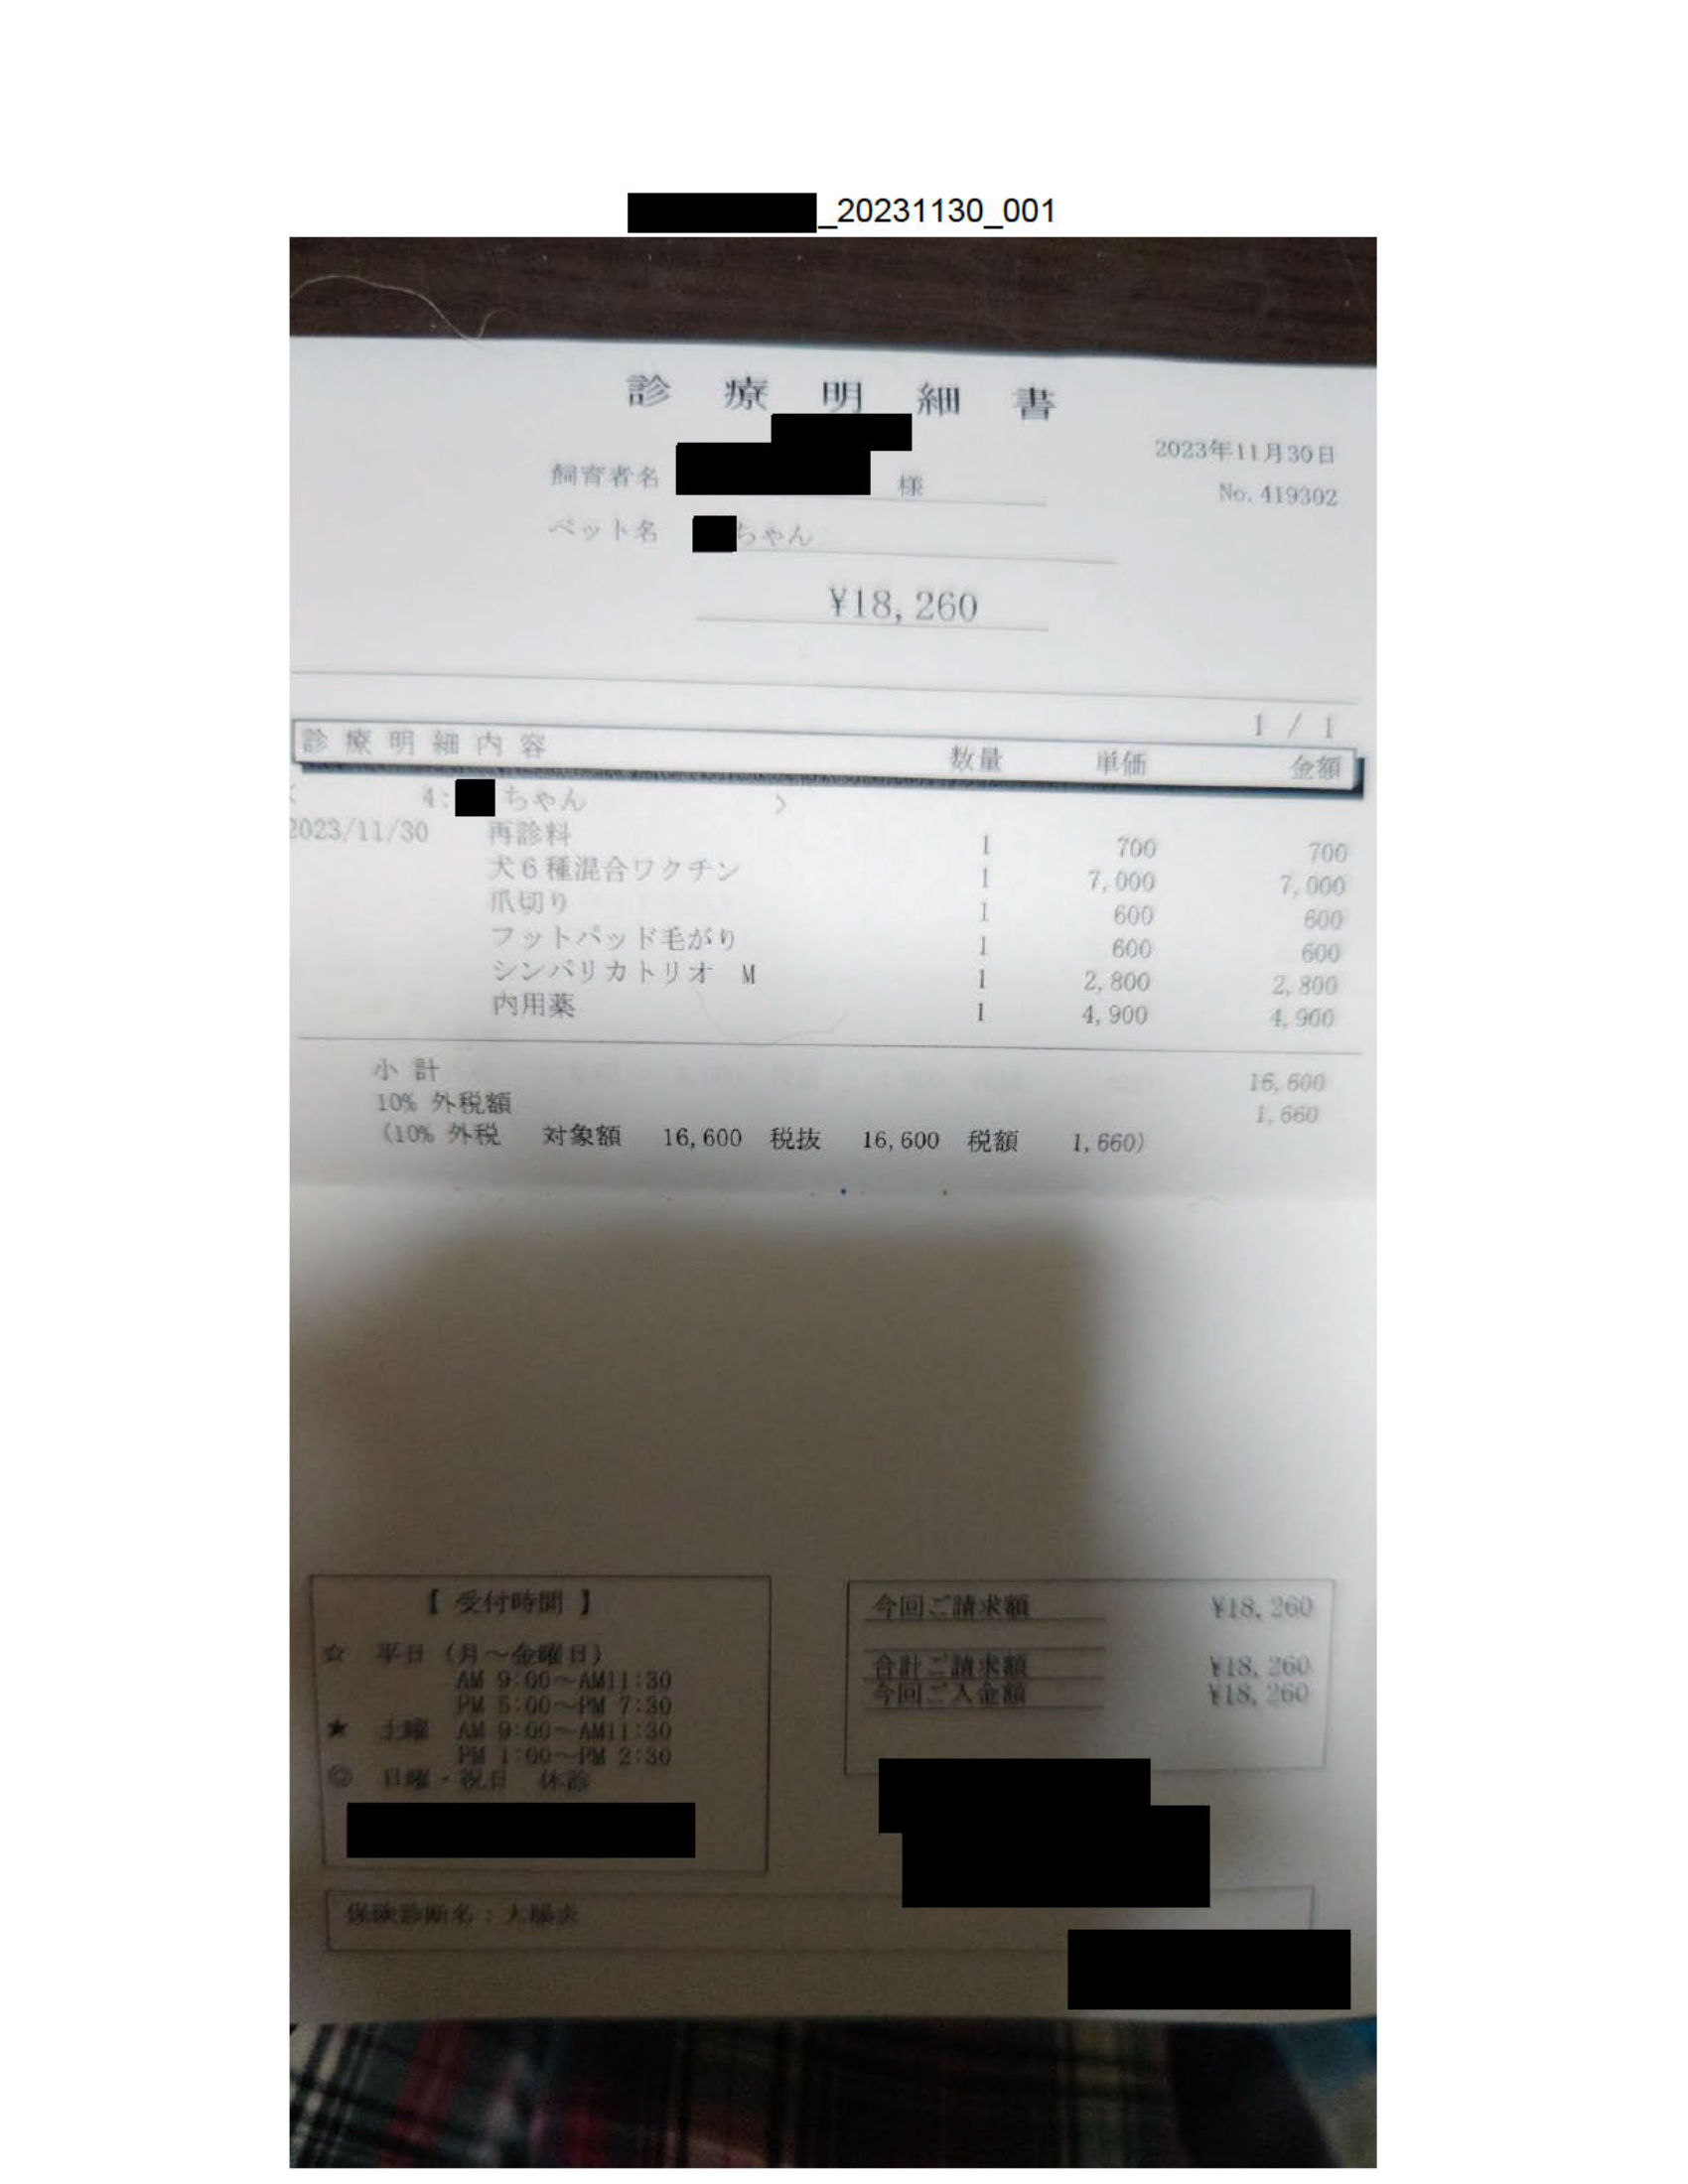 _20231130_001
診療明細書
2023年11月30日
飼育者名 様
No.419302
ペット名 ちゃん
¥18,260
1 / 1
診療明細内容 数量 単価 金額
4: ちゃん >
2023/11/30 再診料 1 700 700
犬6種混合ワクチン 1 7,000 7,000
爪切り 1 600 600
フットパッド毛がり 1 600 600
シンパリカトリオ M 1 2,800 2,800
内用薬 1 4,900 4,900
小計 16,600
10% 外税額 1,660
(10% 外税 対象額 16,600 税抜 16,600 税額 1,660)
【 受付時間 】
☆ 平日 (月～金曜日)
AM 9:00～AM11:30
PM 5:00～PM 7:30
★ 土曜 AM 9:00～AM11:30
PM 1:00～PM 2:30
◎ 日曜・祝日 休診
今回ご請求額 ¥18,260
合計ご請求額 ¥18,260
今回ご入金額 ¥18,260
保険診断名：大腸炎